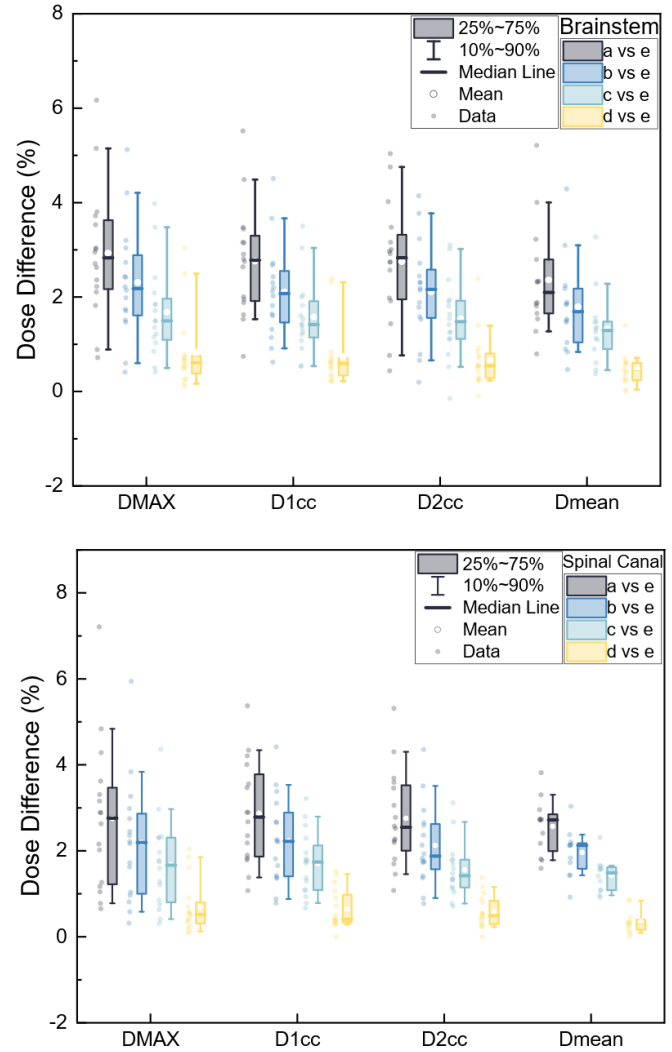 Brainstem
25%~75%
10%~90%
Median Line
Mean
Data
a vs e
b vs e
c vs e
d vs e
Dose Difference (%)
8
6
4
2
0
-2
DMAX D1cc D2cc Dmean
Spinal Canal
25%~75%
10%~90%
Median Line
Mean
Data
a vs e
b vs e
c vs e
d vs e
Dose Difference (%)
8
6
4
2
0
-2
DMAX D1cc D2cc Dmean